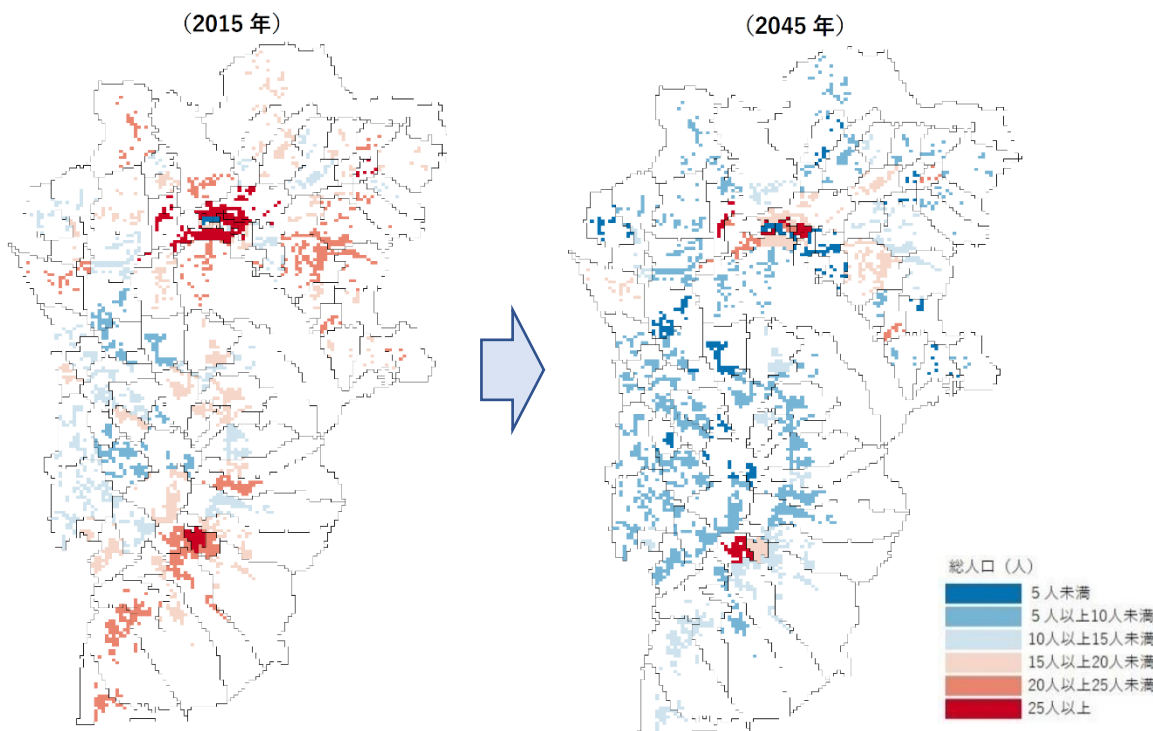 （2015 年）
（2045 年）
総人口（人）
５人未満
５人以上10人未満
10人以上15人未満
15人以上20人未満
20人以上25人未満
25人以上